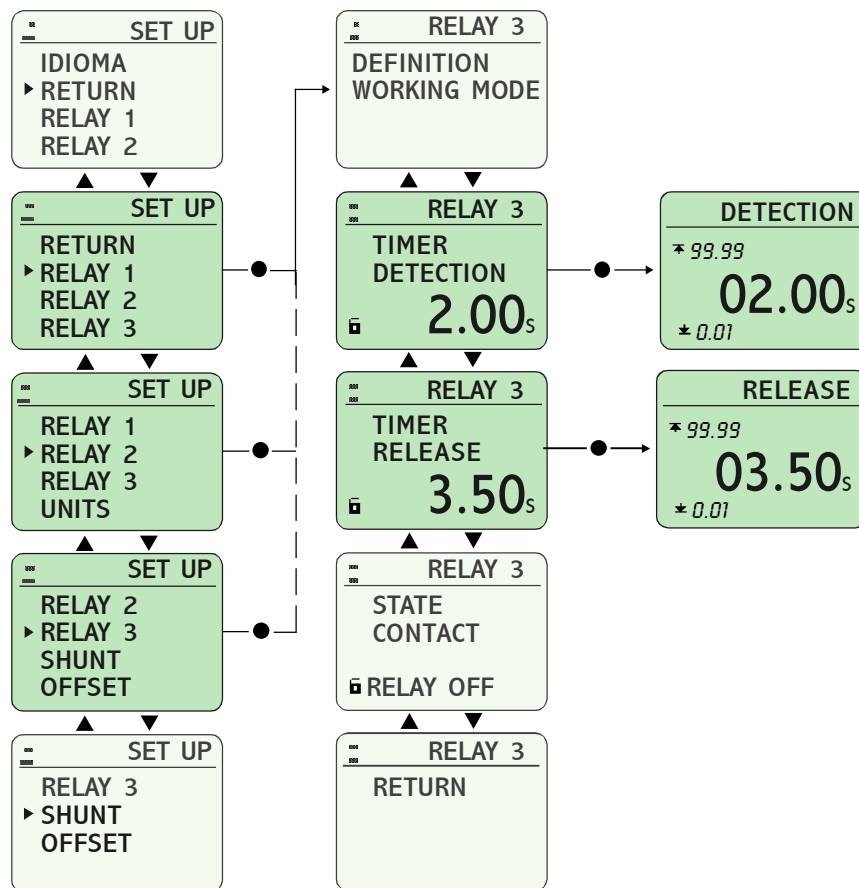 SET UP
IDIOMA
RETURN
RELAY 1
RELAY 2
SET UP
RETURN
RELAY 1
RELAY 2
RELAY 3
SET UP
RELAY 1
RELAY 2
RELAY 3
UNITS
SET UP
RELAY 2
RELAY 3
SHUNT
OFFSET
SET UP
RELAY 3
SHUNT
OFFSET
RELAY 3
DEFINITION
WORKING MODE
RELAY 3
TIMER
DETECTION
2.00s
RELAY 3
TIMER
RELEASE
3.50s
RELAY 3
STATE
CONTACT
RELAY OFF
RELAY 3
RETURN
DETECTION
99.99
02.00s
0.01
RELEASE
99.99
03.50s
0.01